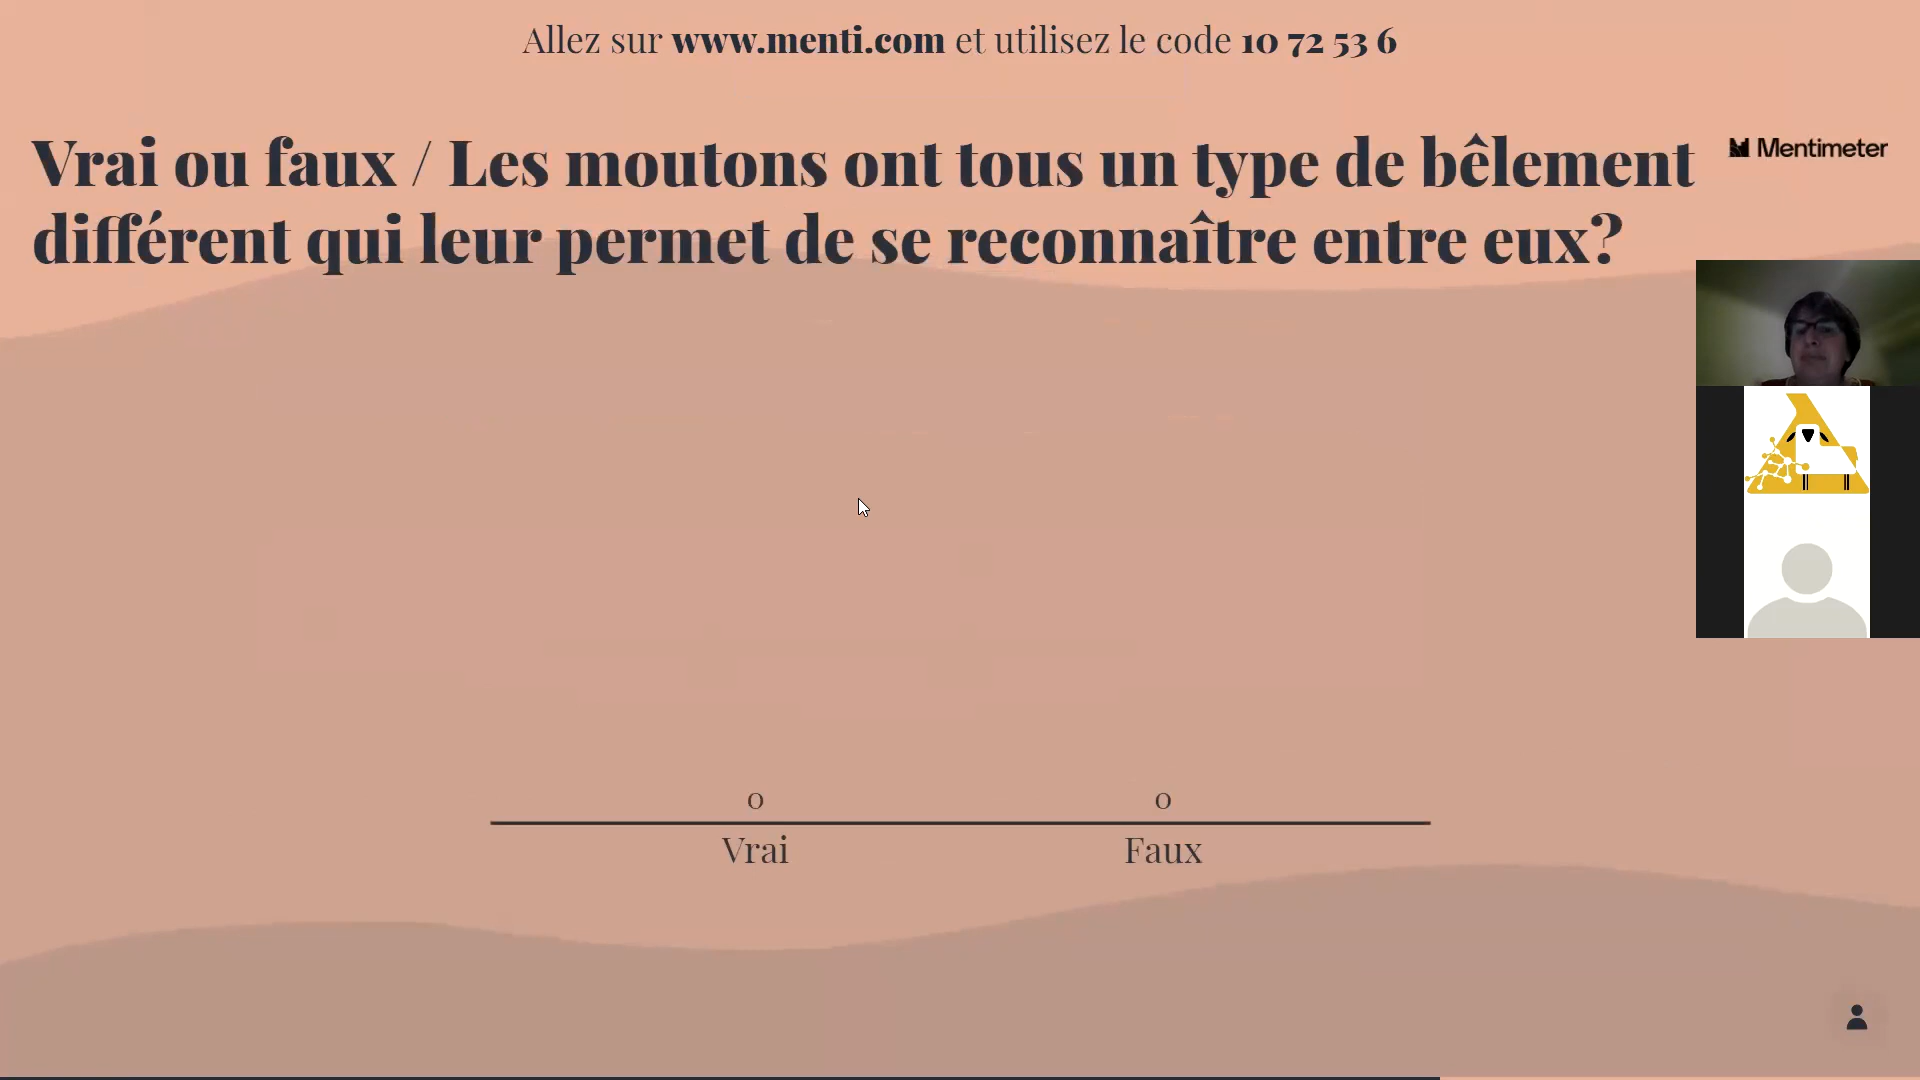 Allez sur www.menti.com et utilisez le code 10 72 53 6
Vrai ou faux / Les moutons ont tous un type de bêlement
différent qui leur permet de se reconnaître entre eux?
Mentimeter
0 0
Vrai Faux